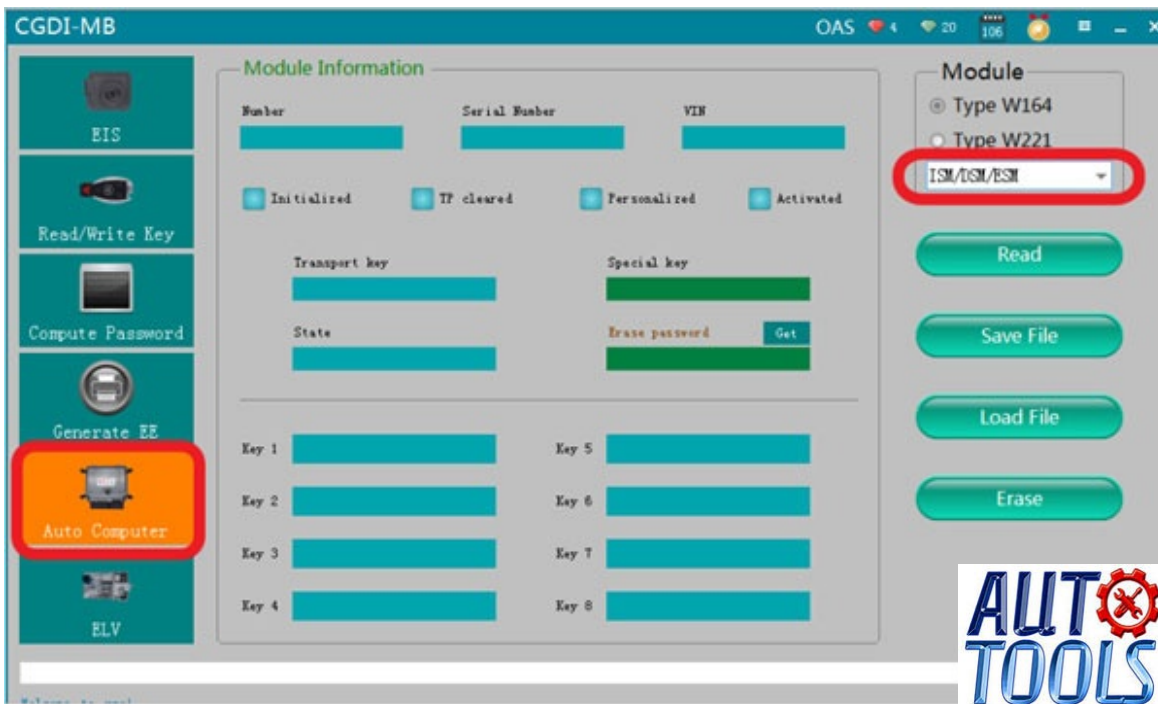 CGDI-MB
OAS 4 20 106
EIS
Read/Write Key
Compute Password
Generate EE
Auto Computer
ELV
Module Information
Number Serial Number VIN
Initialized TP cleared Personalized Activated
Transport key Special key
State Erase password Get
Key 1 Key 5
Key 2 Key 6
Key 3 Key 7
Key 4 Key 8
Module
Type W164
Type W221
ISM/DSM/ESM
Read
Save File
Load File
Erase
AUTO
TOOLS